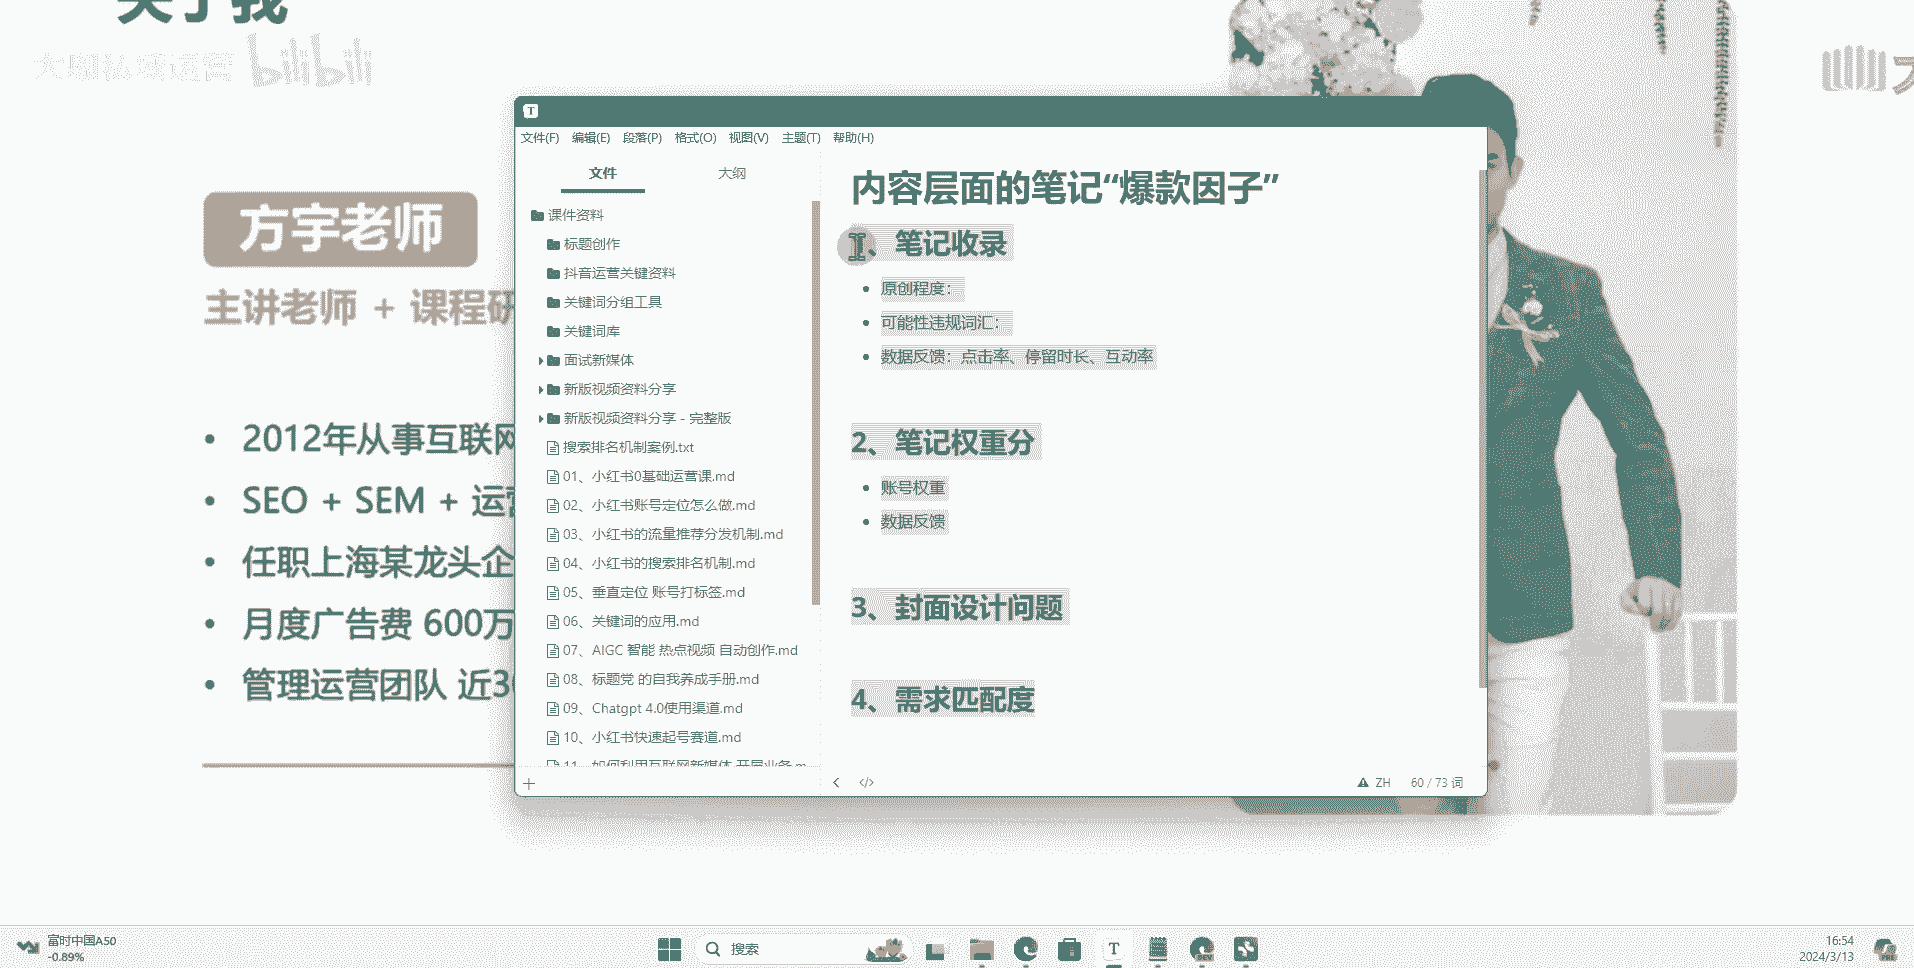 关于我
大咖私域运营 bilibili
方宇老师
主讲老师 + 课程研
• 2012年从事互联网
• SEO + SEM + 运营
• 任职上海某龙头企
• 月度广告费 600万
• 管理运营团队 近30
文件(F) 编辑(E) 段落(P) 格式(O) 视图(V) 主题(T) 帮助(H)
文件 大纲
课件资料
标题创作
抖音运营关键资料
关键词分组工具
关键词库
面试新媒体
新版视频资料分享
新版视频资料分享 - 完整版
搜索排名机制案例.txt
01、小红书0基础运营课.md
02、小红书账号定位怎么做.md
03、小红书的流量推荐分发机制.md
04、小红书的搜索排名机制.md
05、垂直定位 账号打标签.md
06、关键词的应用.md
07、AIGC 智能 热点视频 自动创作.md
08、标题党 的自我养成手册.md
09、Chatgpt 4.0使用渠道.md
10、小红书快速起号赛道.md
11、如何利用互联网新媒体 开展业务.m
内容层面的笔记“爆款因子”
1、笔记收录
• 原创程度：
• 可能性违规词汇：
• 数据反馈：点击率、停留时长、互动率
2、笔记权重分
• 账号权重
• 数据反馈
3、封面设计问题
4、需求匹配度
ZH 60 / 73 词
富时中国A50
-0.89%
搜索
16:54
2024/3/13